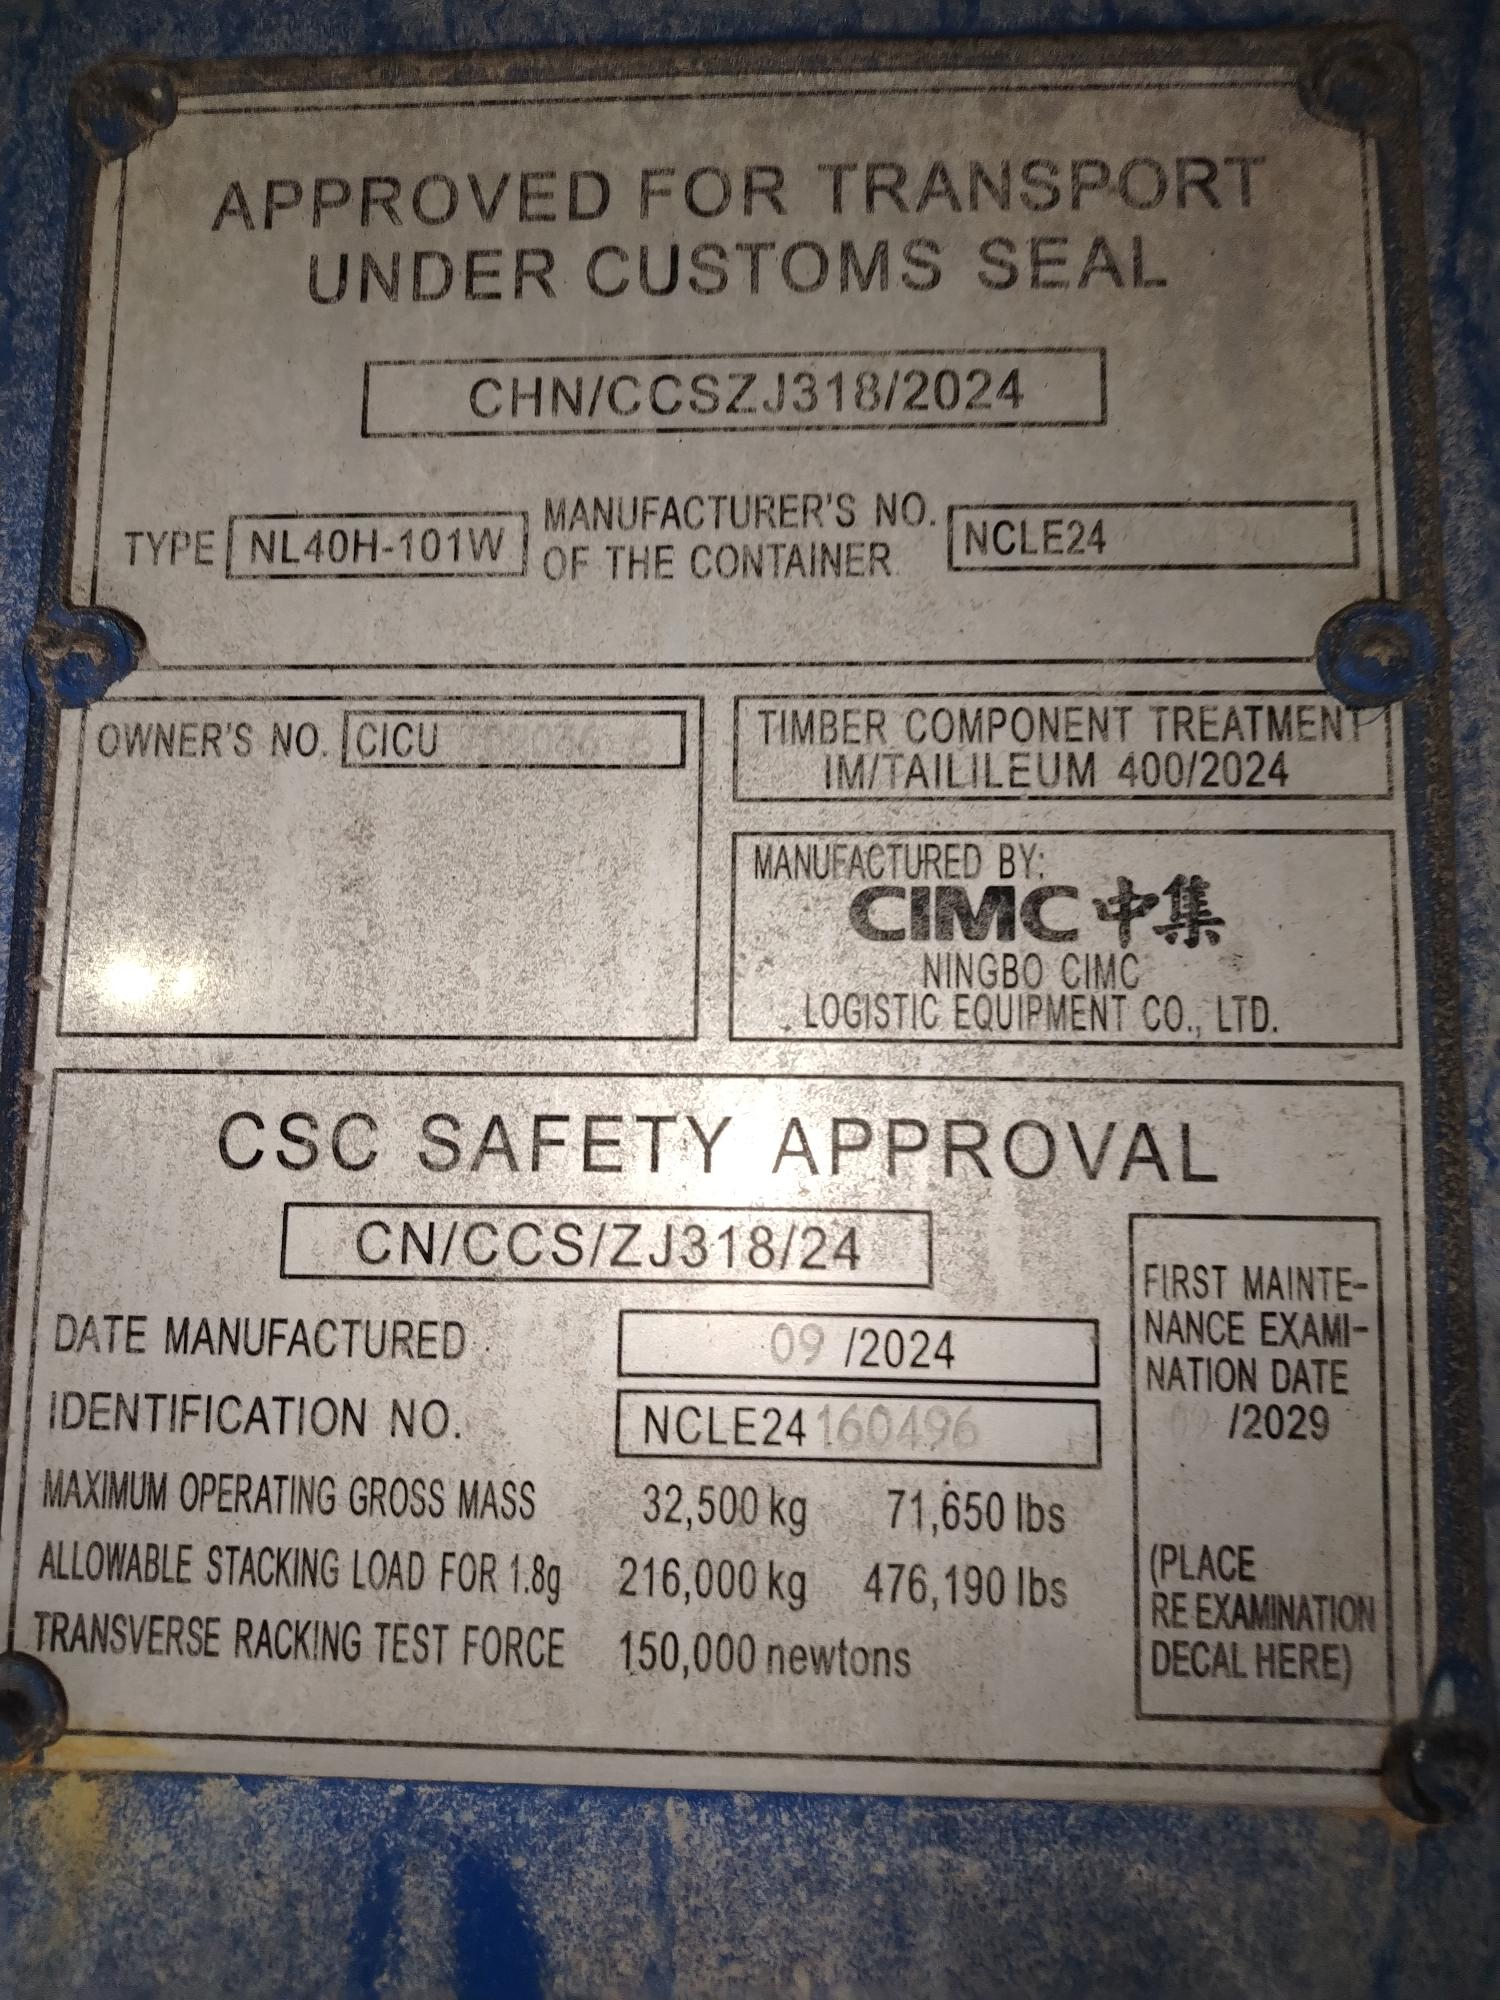 APPROVED FOR TRANSPORT
UNDER CUSTOMS SEAL
CHN/CCSZJ318/2024
TYPE NL40H-101W MANUFACTURER'S NO. OF THE CONTAINER NCLE24
OWNER'S NO. CICU
TIMBER COMPONENT TREATMENT
IM/TAILILEUM 400/2024
MANUFACTURED BY:
CIMC 中集
NINGBO CIMC
LOGISTIC EQUIPMENT CO., LTD.
CSC SAFETY APPROVAL
CN/CCS/ZJ318/24
DATE MANUFACTURED 09 /2024
IDENTIFICATION NO. NCLE24 160496
MAXIMUM OPERATING GROSS MASS 32,500 kg 71,650 lbs
ALLOWABLE STACKING LOAD FOR 1.8g 216,000 kg 476,190 lbs
TRANSVERSE RACKING TEST FORCE 150,000 newtons
FIRST MAINTE-
NANCE EXAMI-
NATION DATE
09 /2029
(PLACE
RE EXAMINATION
DECAL HERE)